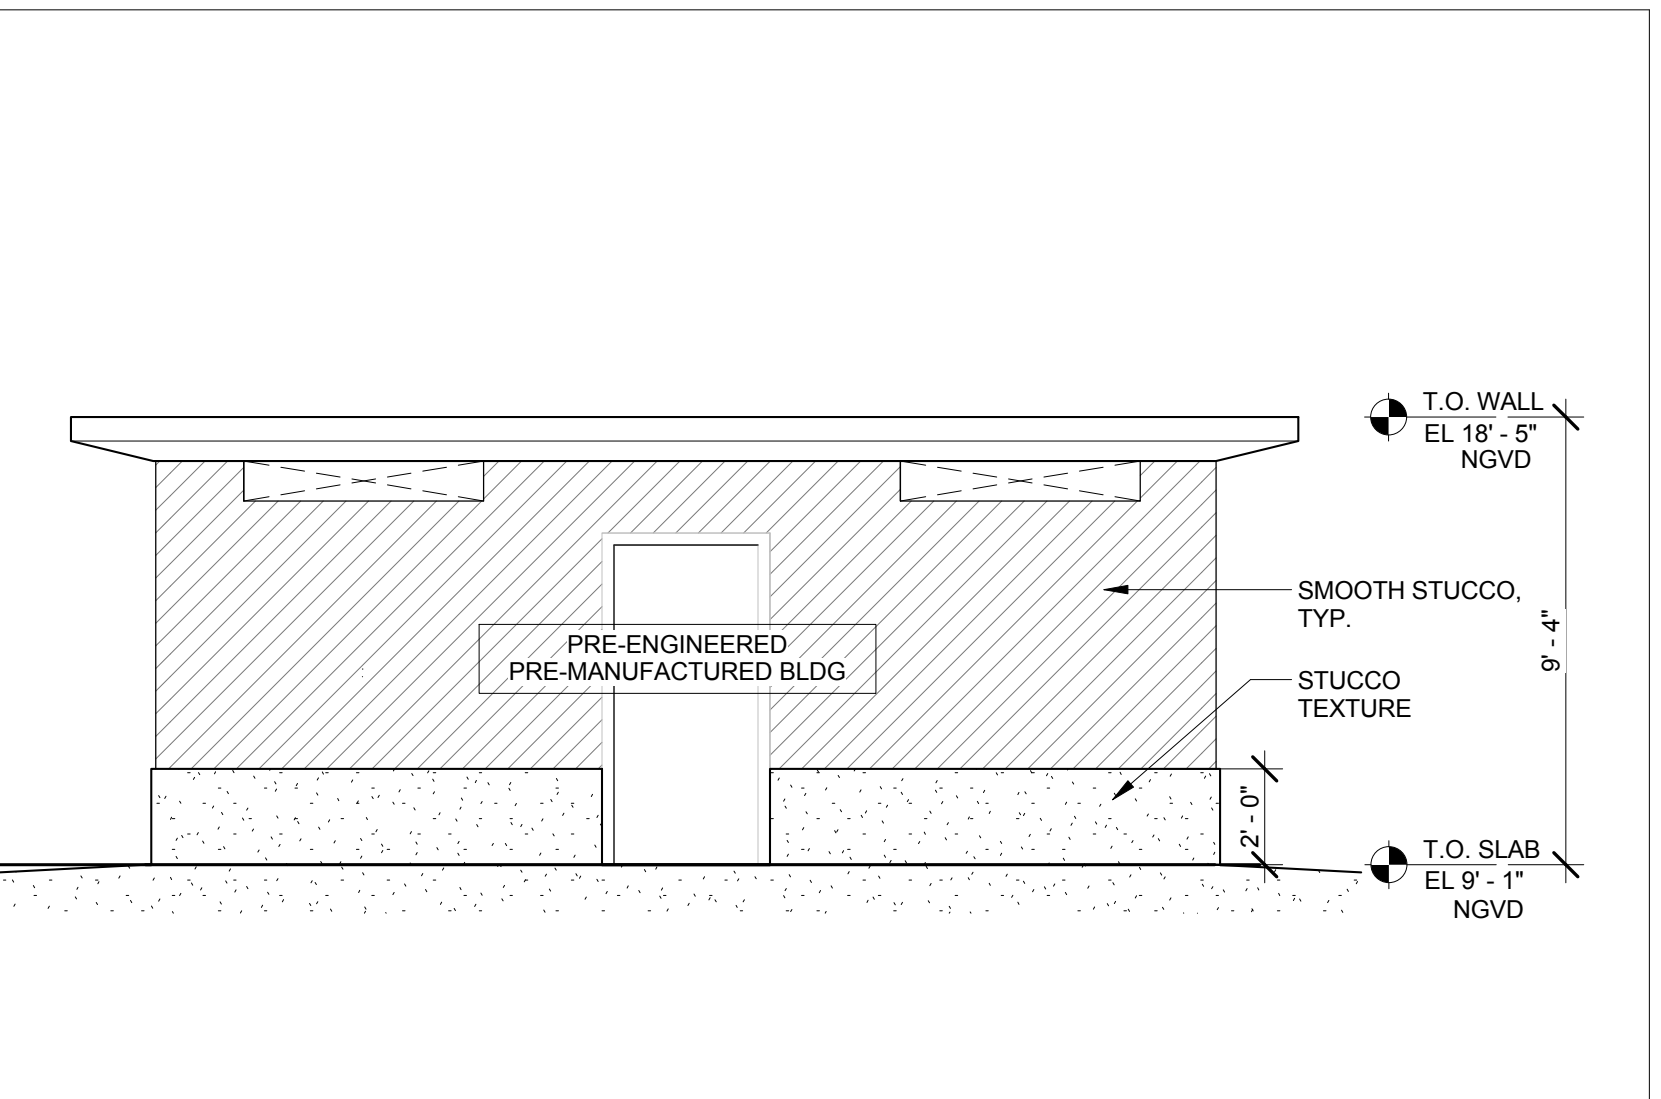 T.O. WALL
EL 18' - 5"
NGVD
SMOOTH STUCCO,
TYP.
9' - 4"
PRE-ENGINEERED
PRE-MANUFACTURED BLDG
STUCCO
TEXTURE
2' - 0"
T.O. SLAB
EL 9' - 1"
NGVD